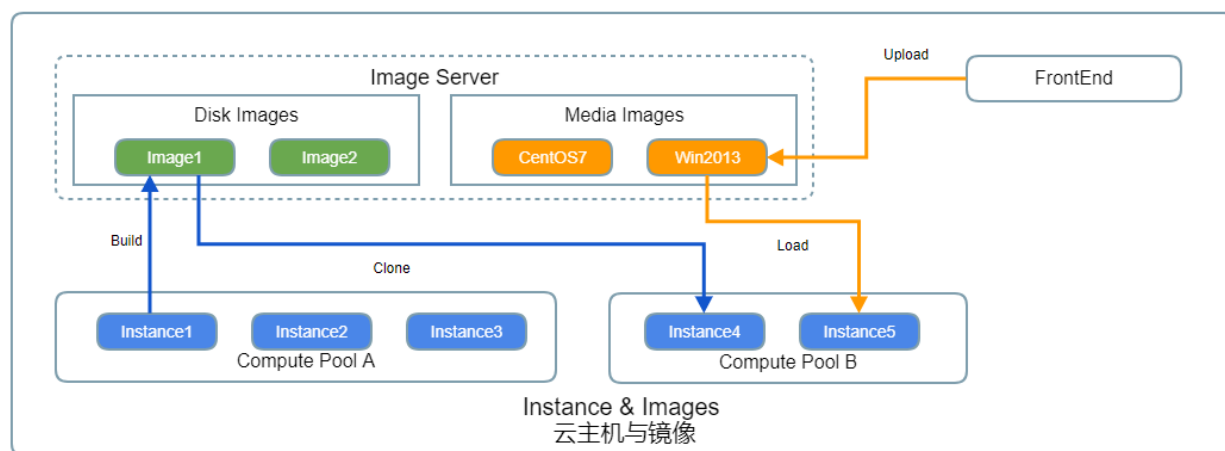 Upload
FrontEnd
Image Server
Disk Images
Media Images
Image1
Image2
CentOS7
Win2013
Build
Clone
Load
Instance1
Instance2
Instance3
Instance4
Instance5
Compute Pool A
Compute Pool B
Instance & Images
云主机与镜像